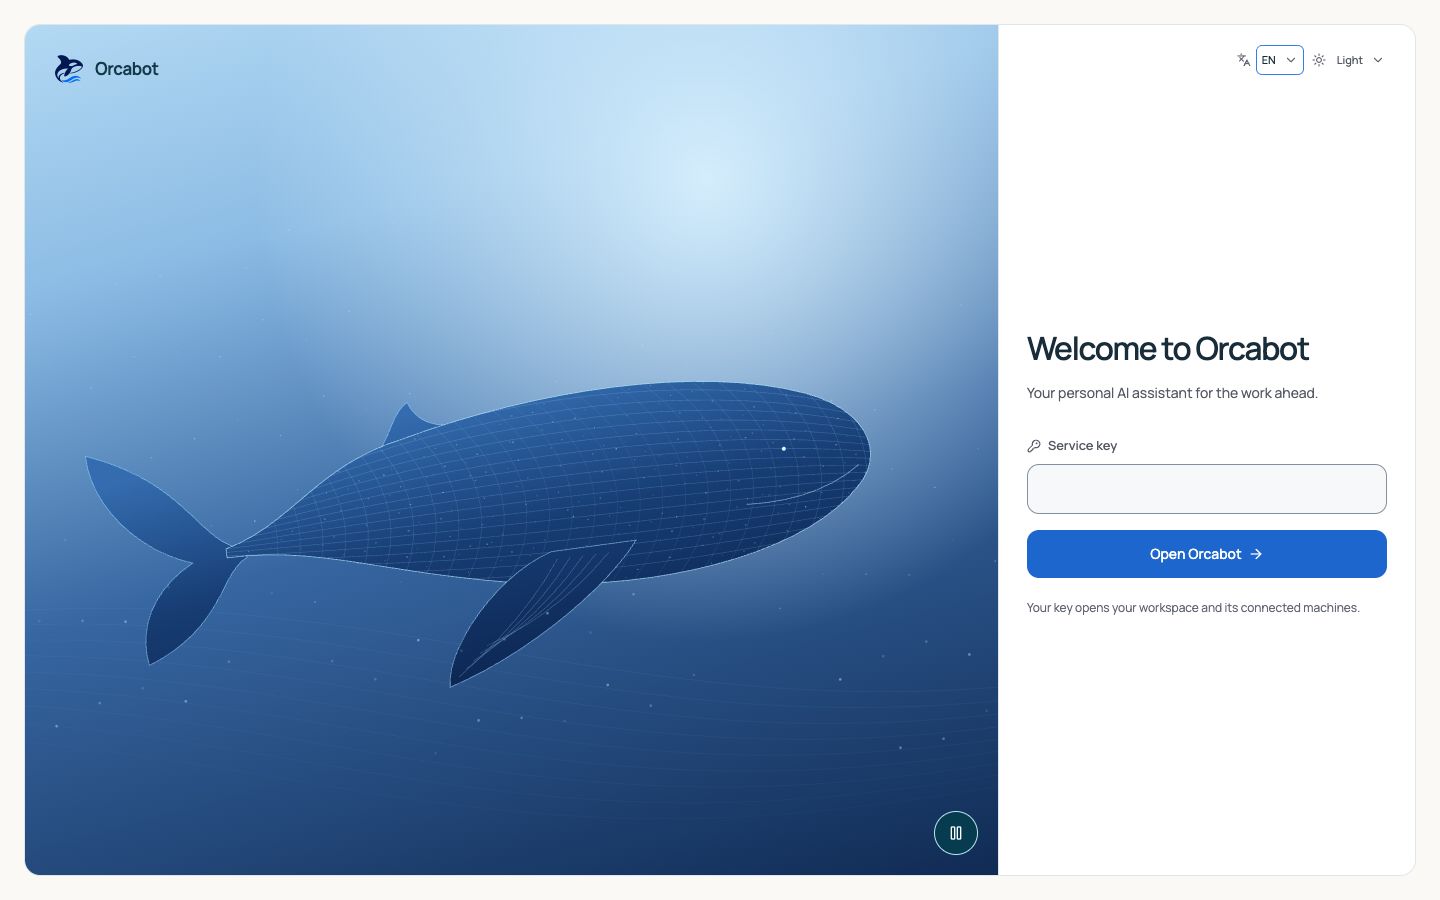 Orcabot
EN
Light
Welcome to Orcabot
Your personal AI assistant for the work ahead.
Service key
Open Orcabot
Your key opens your workspace and its connected machines.